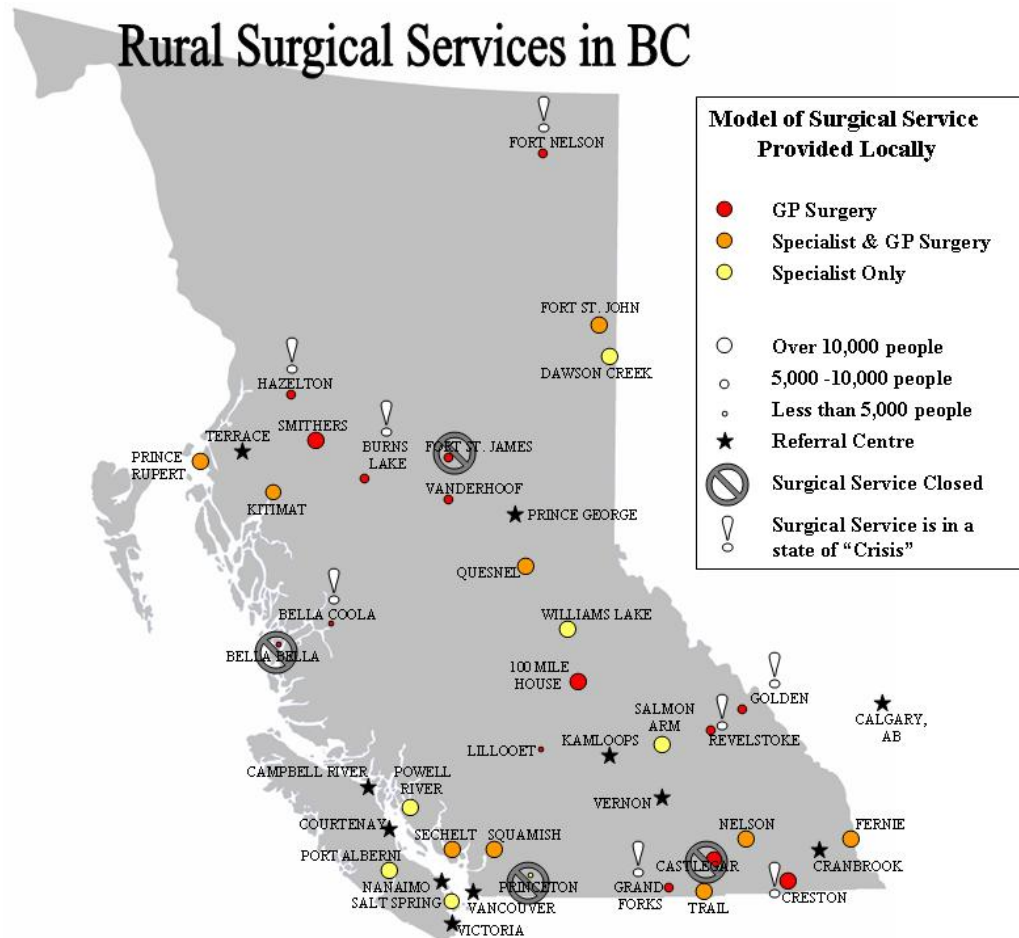 Rural Surgical Services in BC
Model of Surgical Service
Provided Locally
GP Surgery
Specialist & GP Surgery
Specialist Only
Over 10,000 people
5,000 -10,000 people
Less than 5,000 people
Referral Centre
Surgical Service Closed
Surgical Service is in a
state of “Crisis”
FORT NELSON
FORT ST. JOHN
DAWSON CREEK
HAZELTON
SMITHERS
TERRACE
BURNS
LAKE
FORT ST. JAMES
PRINCE
RUPERT
KITIMAT
VANDERHOOF
PRINCE GEORGE
QUESNEL
BELLA COOLA
WILLIAMS LAKE
BELLA BELLA
100 MILE
HOUSE
GOLDEN
SALMON
ARM
CALGARY,
AB
REVELSTOKE
LILLOOET
KAMLOOPS
CAMPBELL RIVER
POWELL
RIVER
VERNON
COURTENAY
SECHELT
SQUAMISH
NELSON
FERNIE
PORT ALBERNI
CASTLEGAR
CRANBROOK
NANAIMO
PRINCETON
GRAND
FORKS
CRESTON
SALT SPRING
VANCOUVER
TRAIL
VICTORIA